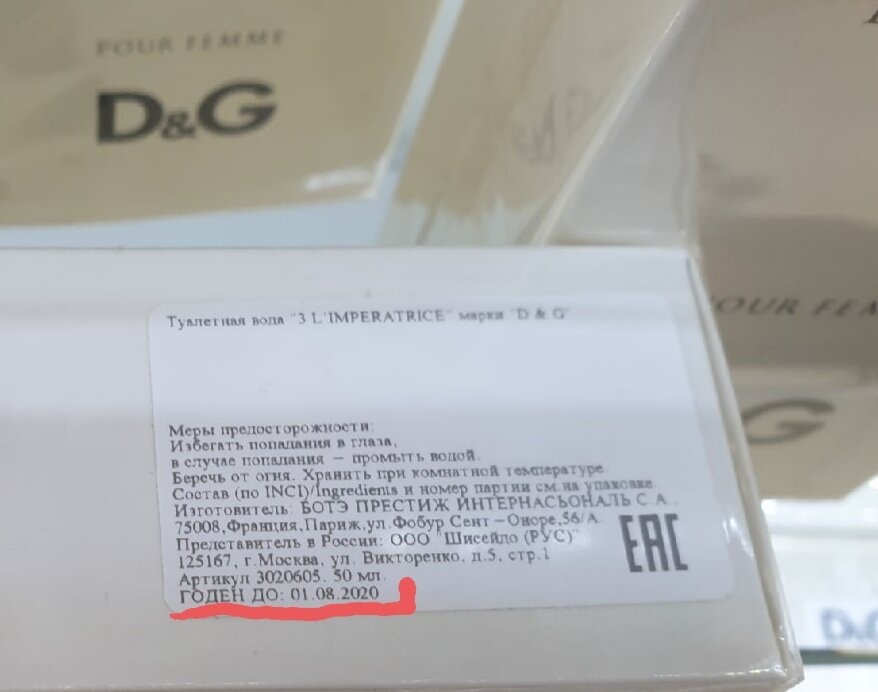 POUR FEMME
D&G
OUR FEM
G
Туалетная вода "3 L'IMPERATRICE" марки "D & G"
Меры предосторожности:
Избегать попадания в глаза,
в случае попадания – промыть водой.
Беречь от огня. Хранить при комнатной температуре
Состав (по INCI)/Ingredients и номер партии см.на упаковке
Изготовитель: БОТЭ ПРЕСТИЖ ИНТЕРНАСЬОНАЛЬ С.А.,
75008,Франция,Париж,ул.Фобур Сент-Оноре,56/А.
Представитель в России: ООО "Шисейдо (РУС)"
125167, г.Москва, ул. Викторенко, д.5, стр.1
Артикул 3020605. 50 мл.
ГОДЕН ДО: 01.08.2020
EAC
D&G